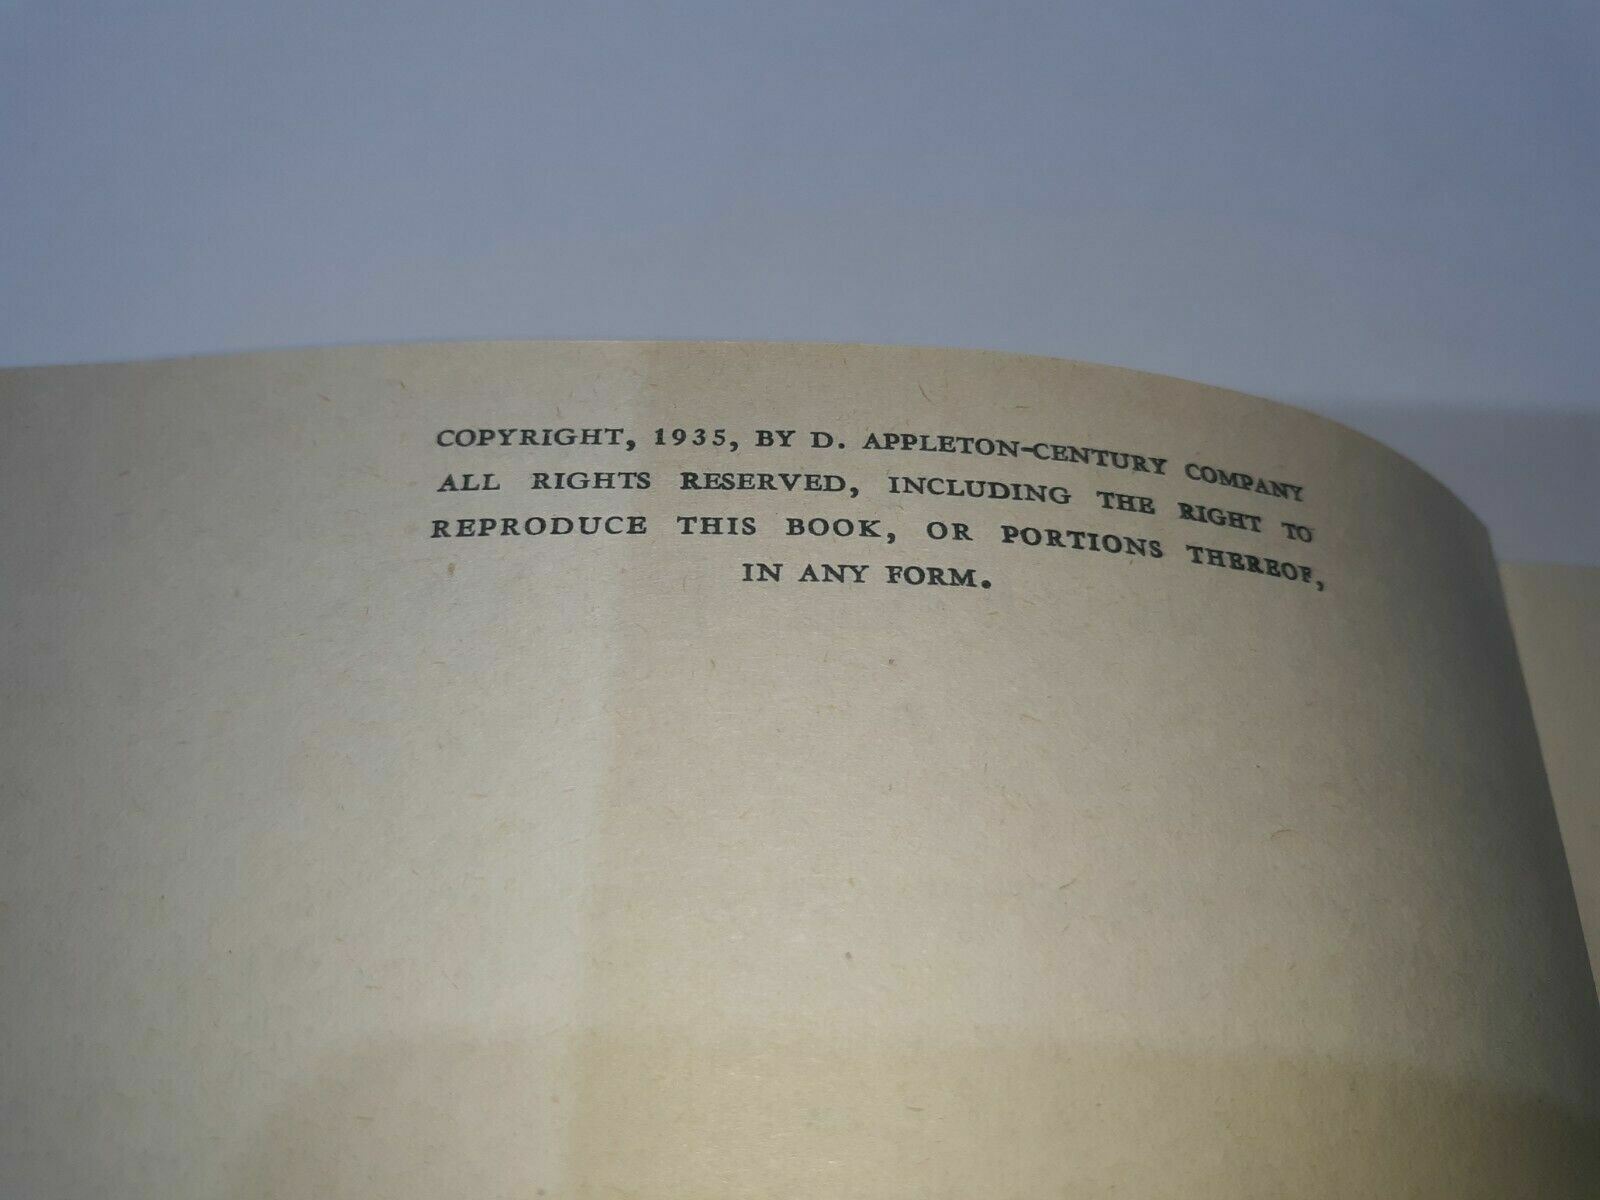 COPYRIGHT, 1935, BY D. APPLETON-CENTURY COMPANY
ALL RIGHTS RESERVED, INCLUDING THE RIGHT TO
REPRODUCE THIS BOOK, OR PORTIONS THEREOF,
IN ANY FORM.